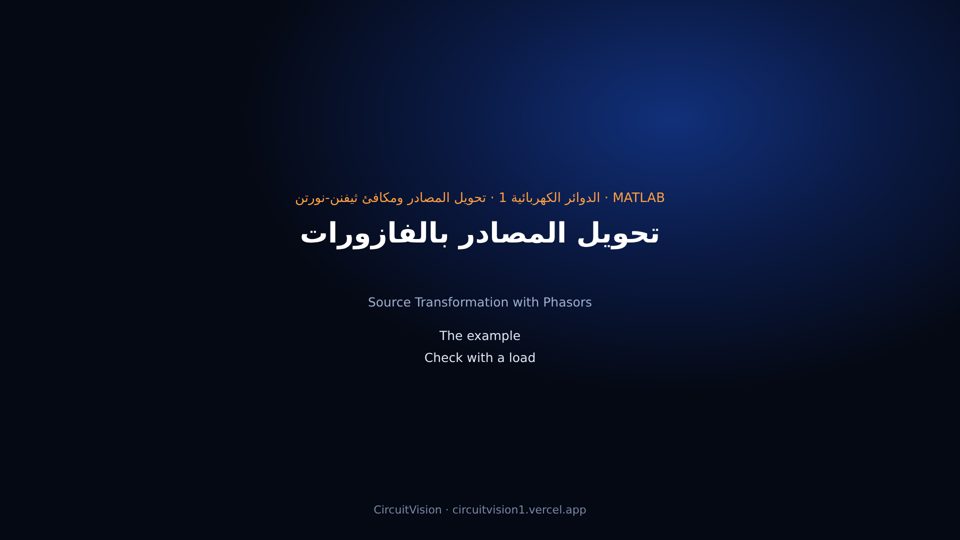 MATLAB · الدوائر الكهربائية 1 · تحويل المصادر ومكافئ ثيفنن-نورتن
تحويل المصادر بالفازورات
Source Transformation with Phasors
The example
Check with a load
CircuitVision · circuitvision1.vercel.app